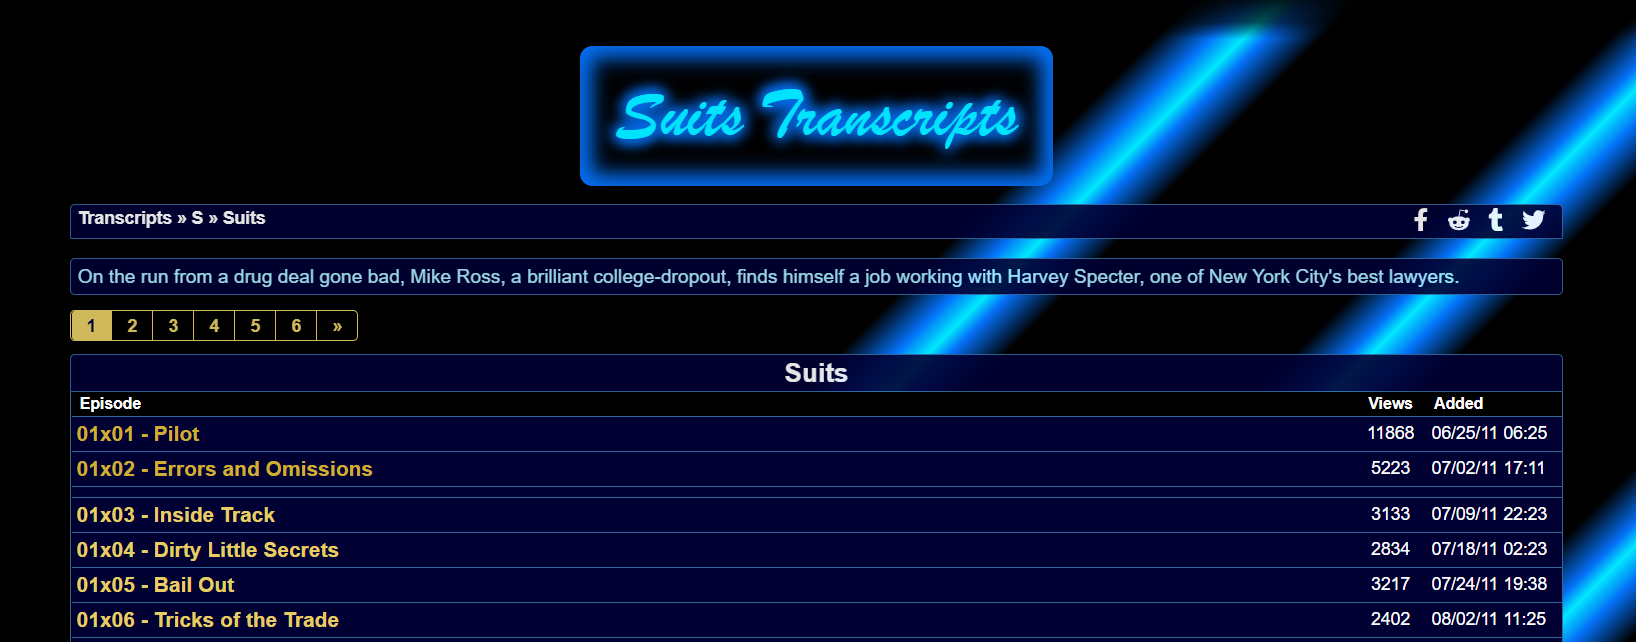 Suits Transcripts
Transcripts » S » Suits
On the run from a drug deal gone bad, Mike Ross, a brilliant college-dropout, finds himself a job working with Harvey Specter, one of New York City's best lawyers.
1 2 3 4 5 6 »
Suits
Episode Views Added
01x01 - Pilot 11868 06/25/11 06:25
01x02 - Errors and Omissions 5223 07/02/11 17:11
01x03 - Inside Track 3133 07/09/11 22:23
01x04 - Dirty Little Secrets 2834 07/18/11 02:23
01x05 - Bail Out 3217 07/24/11 19:38
01x06 - Tricks of the Trade 2402 08/02/11 11:25